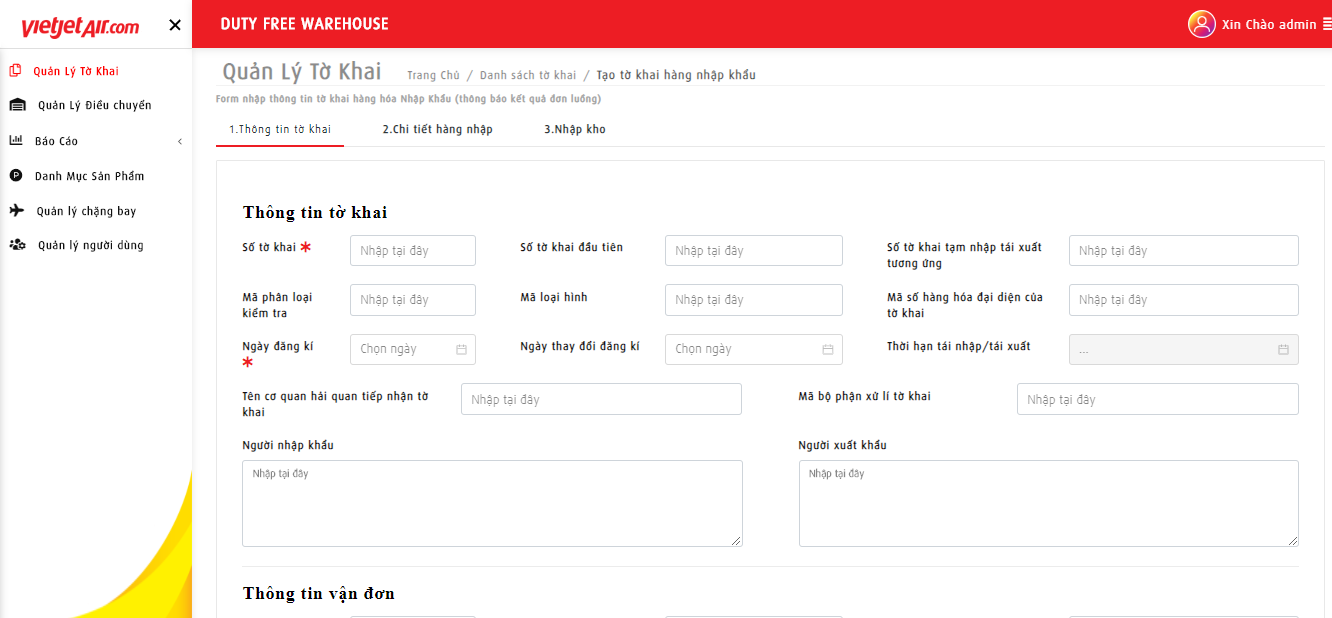 vietjetAir.com
DUTY FREE WAREHOUSE
Xin Chào admin
Quản Lý Tờ Khai
Quản Lý Điều chuyển
Báo Cáo
Danh Mục Sản Phẩm
Quản lý chặng bay
Quản lý người dùng
Quản Lý Tờ Khai
Trang Chủ / Danh sách tờ khai / Tạo tờ khai hàng nhập khẩu
Form nhập thông tin tờ khai hàng hóa Nhập Khẩu (thông báo kết quả đơn luồng)
1.Thông tin tờ khai 2.Chi tiết hàng nhập 3.Nhập kho
Thông tin tờ khai
Số tờ khai * Nhập tại đây Số tờ khai đầu tiên Nhập tại đây Số tờ khai tạm nhập tái xuất Nhập tại đây
tương ứng
Mã phân loại Nhập tại đây Mã loại hình Nhập tại đây Mã số hàng hóa đại diện của Nhập tại đây
kiểm tra tờ khai
Ngày đăng kí Chọn ngày Ngày thay đổi đăng kí Chọn ngày Thời hạn tái nhập/tái xuất ...
*
Tên cơ quan hải quan tiếp nhận tờ Nhập tại đây Mã bộ phận xử lí tờ khai Nhập tại đây
khai
Người nhập khẩu Người xuất khẩu
Nhập tại đây Nhập tại đây
Thông tin vận đơn